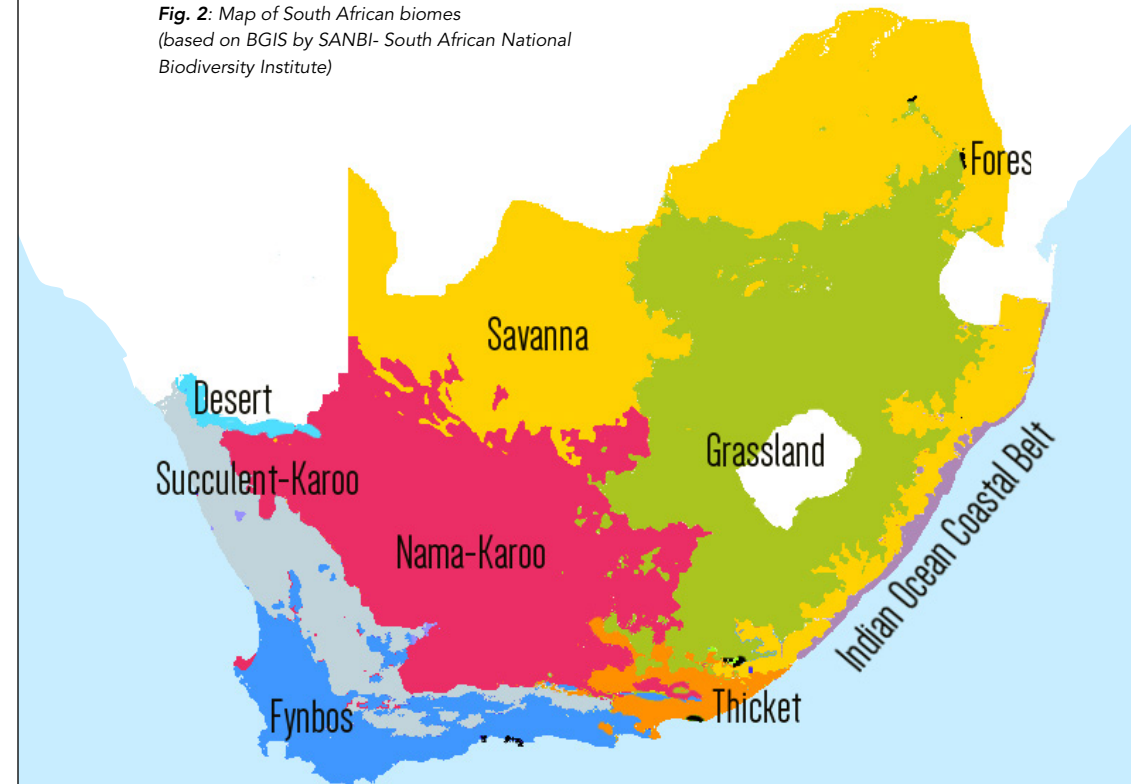 Fig. 2: Map of South African biomes
(based on BGIS by SANBI- South African National
Biodiversity Institute)
Fores
Savanna
Desert
Grassland
Succulent-Karoo
Nama-Karoo
Indian Ocean Coastal Belt
Thicket
Fynbos